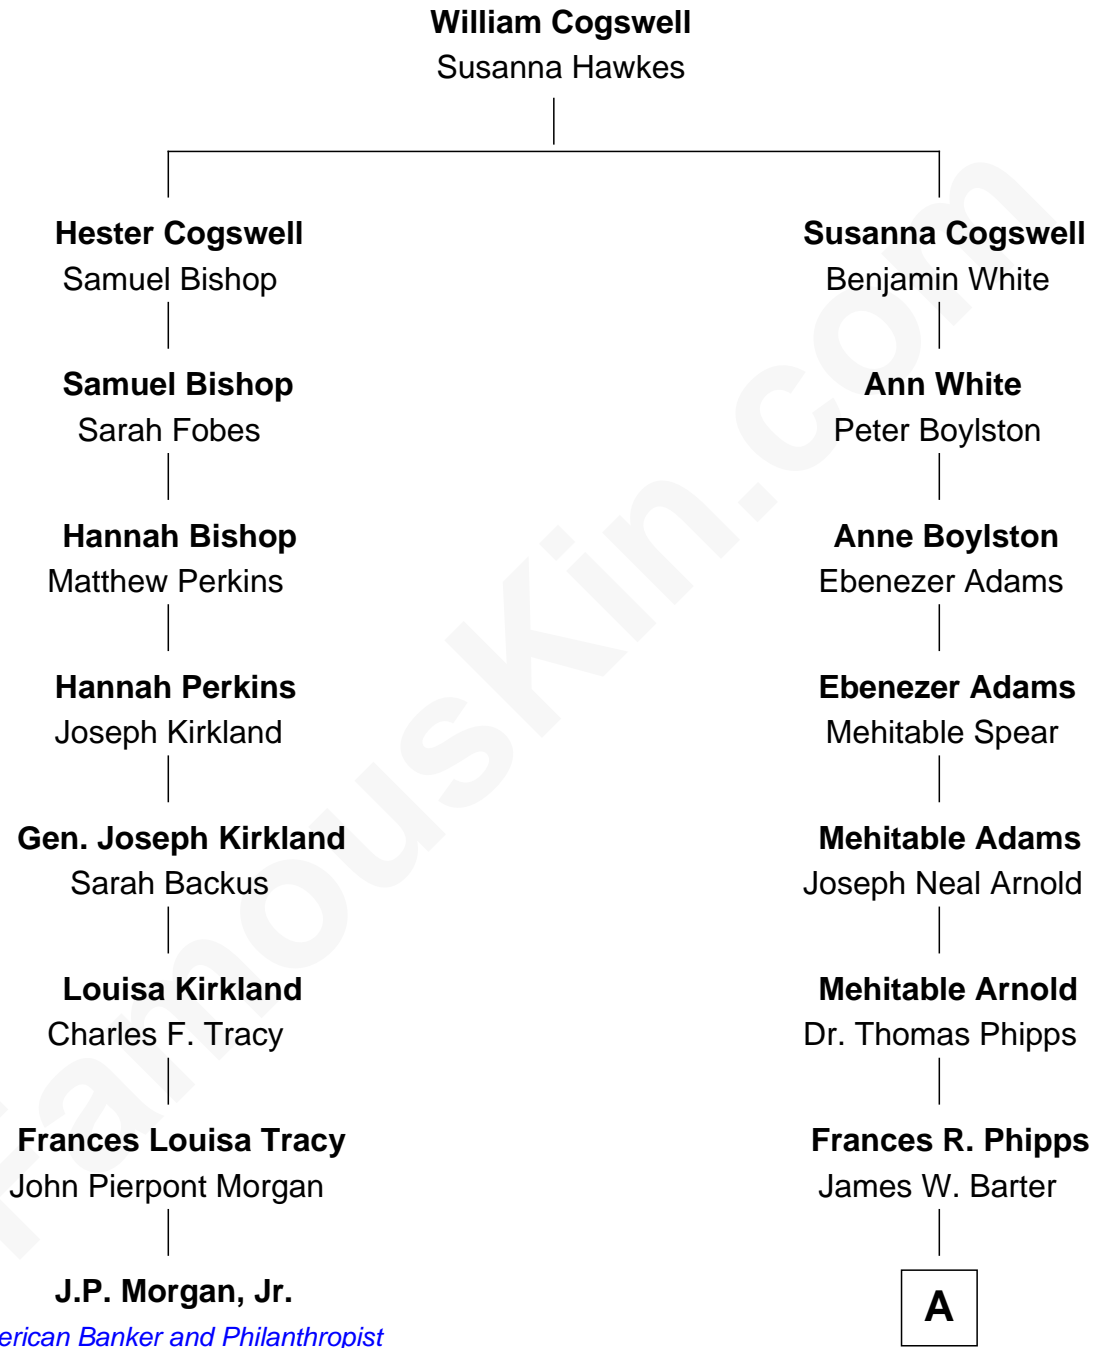 William Cogswell
Susanna Hawkes
Hester Cogswell
Samuel Bishop
Susanna Cogswell
Benjamin White
Samuel Bishop
Sarah Fobes
Ann White
Peter Boylston
Hannah Bishop
Matthew Perkins
Anne Boylston
Ebenezer Adams
Hannah Perkins
Joseph Kirkland
Ebenezer Adams
Mehitable Spear
Gen. Joseph Kirkland
Sarah Backus
Mehitable Adams
Joseph Neal Arnold
Louisa Kirkland
Charles F. Tracy
Mehitable Arnold
Dr. Thomas Phipps
Frances Louisa Tracy
John Pierpont Morgan
Frances R. Phipps
James W. Barter
J.P. Morgan, Jr.
erican Banker and Philanthropist
A
FamousKin.com